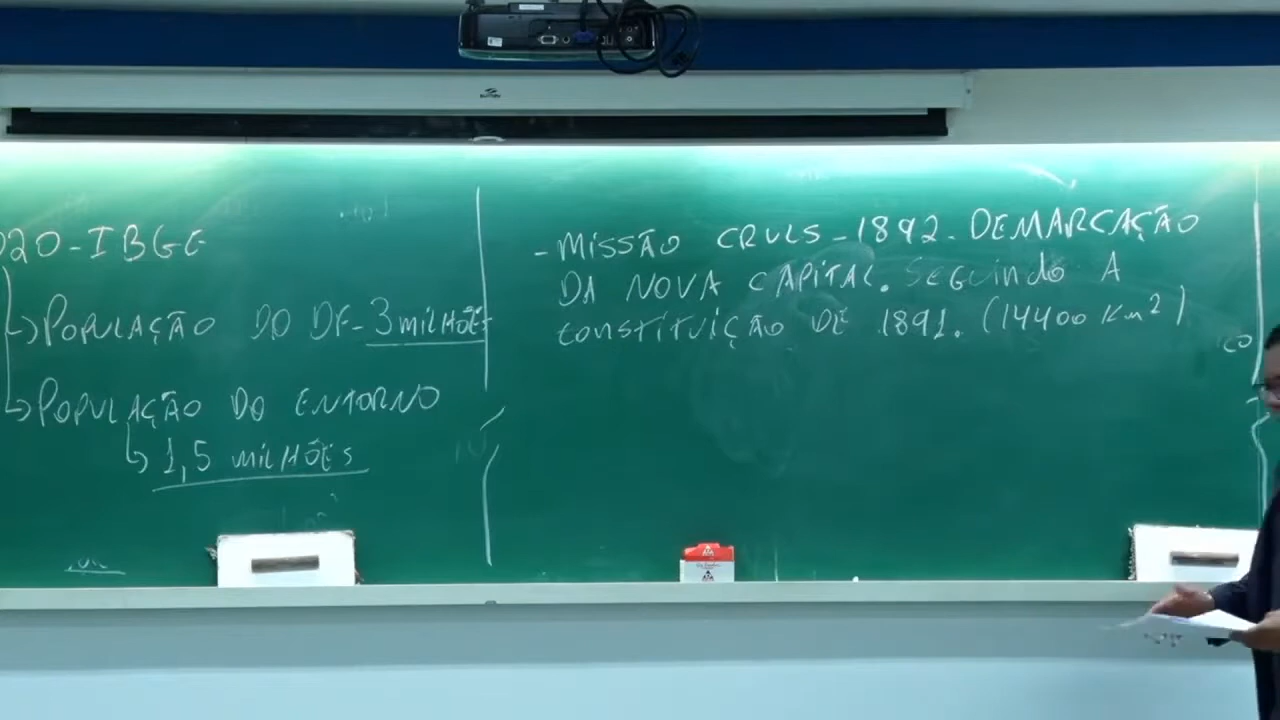 020-IBGE
População do DF-3 milhões
População do Entorno
1,5 milhões
- Missão Cruls - 1892. Demarcação
da nova capital. Seguindo a
constituição de 1891. (14400 Km²)
co